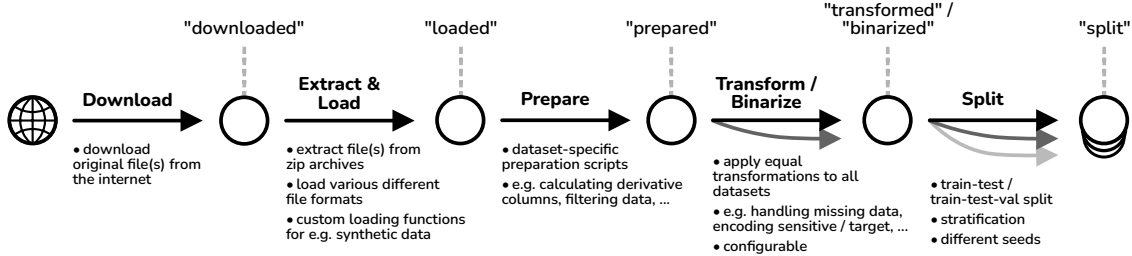 "downloaded"
"loaded"
"prepared"
"transformed" /
"binarized"
"split"
Download
Extract &
Load
Prepare
Transform /
Binarize
Split
• download
original file(s) from
the internet
• extract file(s) from
zip archives
• load various different
file formats
• custom loading functions
for e.g. synthetic data
• dataset-specific
preparation scripts
• e.g. calculating derivative
columns, filtering data, ...
• apply equal
transformations to all
datasets
• e.g. handling missing data,
encoding sensitive / target, ...
• configurable
• train-test /
train-test-val split
• stratification
• different seeds